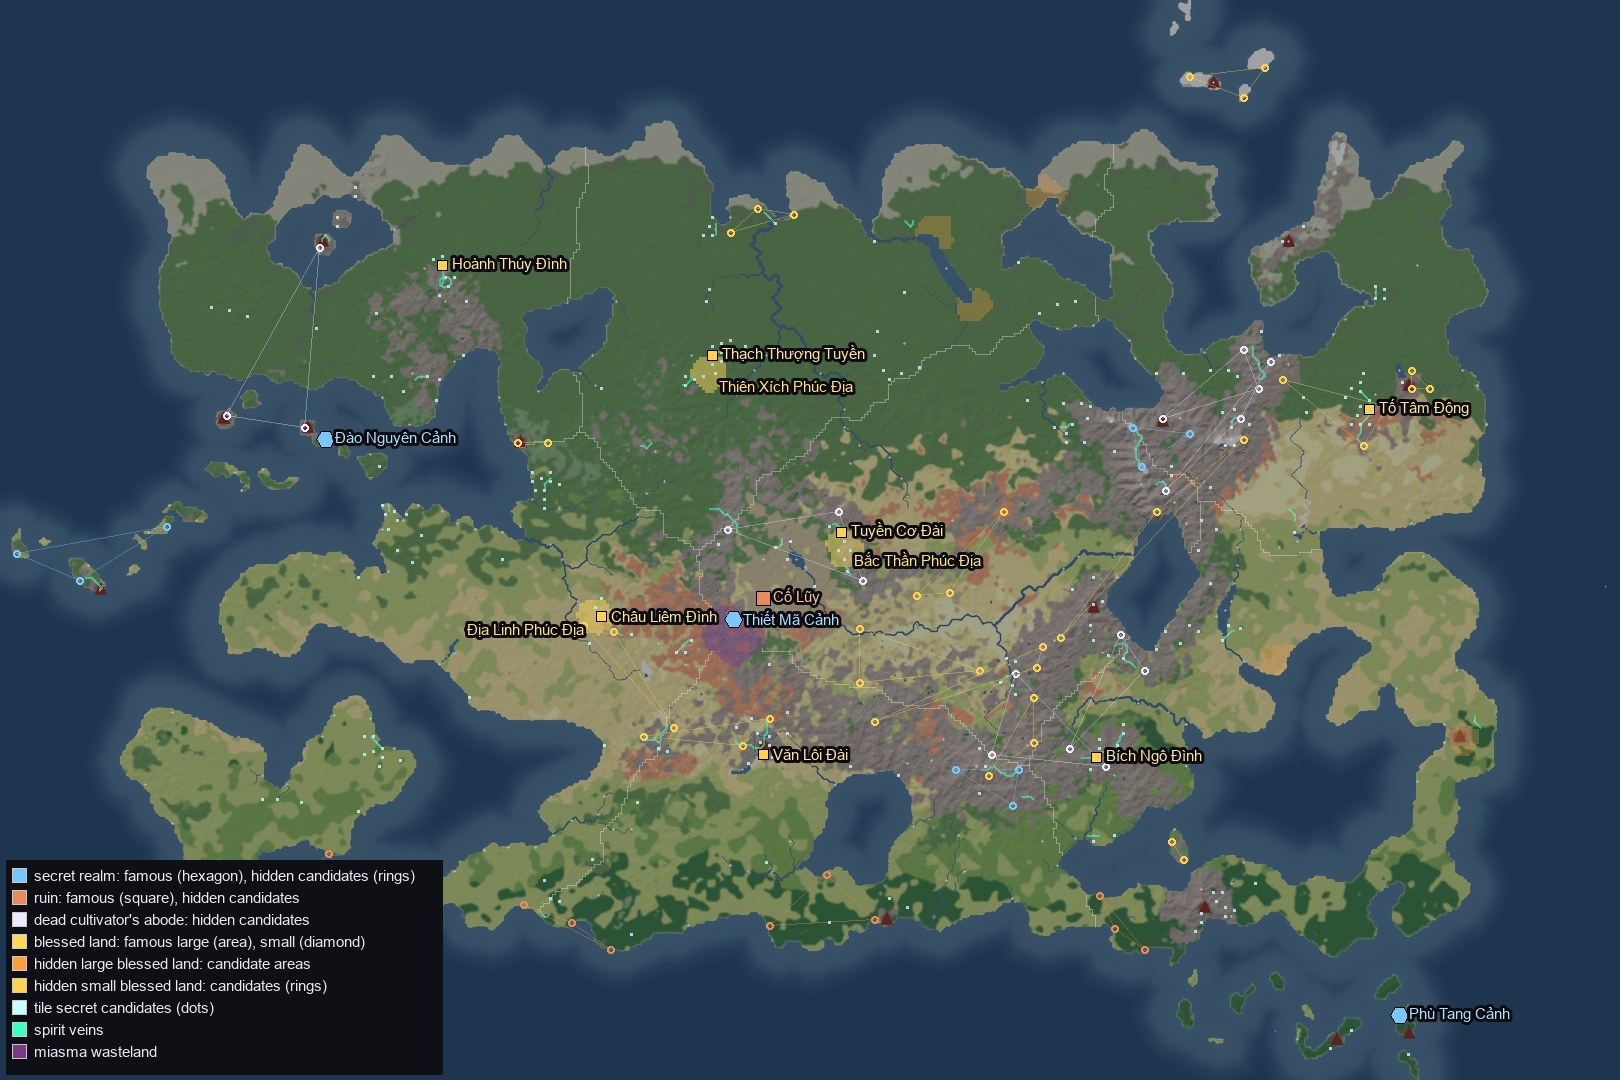 Hoành Thúy Đình
Thạch Thượng Tuyền
Thiên Xích Phúc Địa
Tố Tâm Động
Đào Nguyên Cảnh
Tuyền Cơ Đài
Bắc Thần Phúc Địa
Cố Lũy
Châu Liêm Đình
Thiết Mã Cảnh
Địa Linh Phúc Địa
Văn Lôi Đài
Bích Ngô Đình
Phù Tang Cảnh
secret realm: famous (hexagon), hidden candidates (rings)
ruin: famous (square), hidden candidates
dead cultivator's abode: hidden candidates
blessed land: famous large (area), small (diamond)
hidden large blessed land: candidate areas
hidden small blessed land: candidates (rings)
tile secret candidates (dots)
spirit veins
miasma wasteland